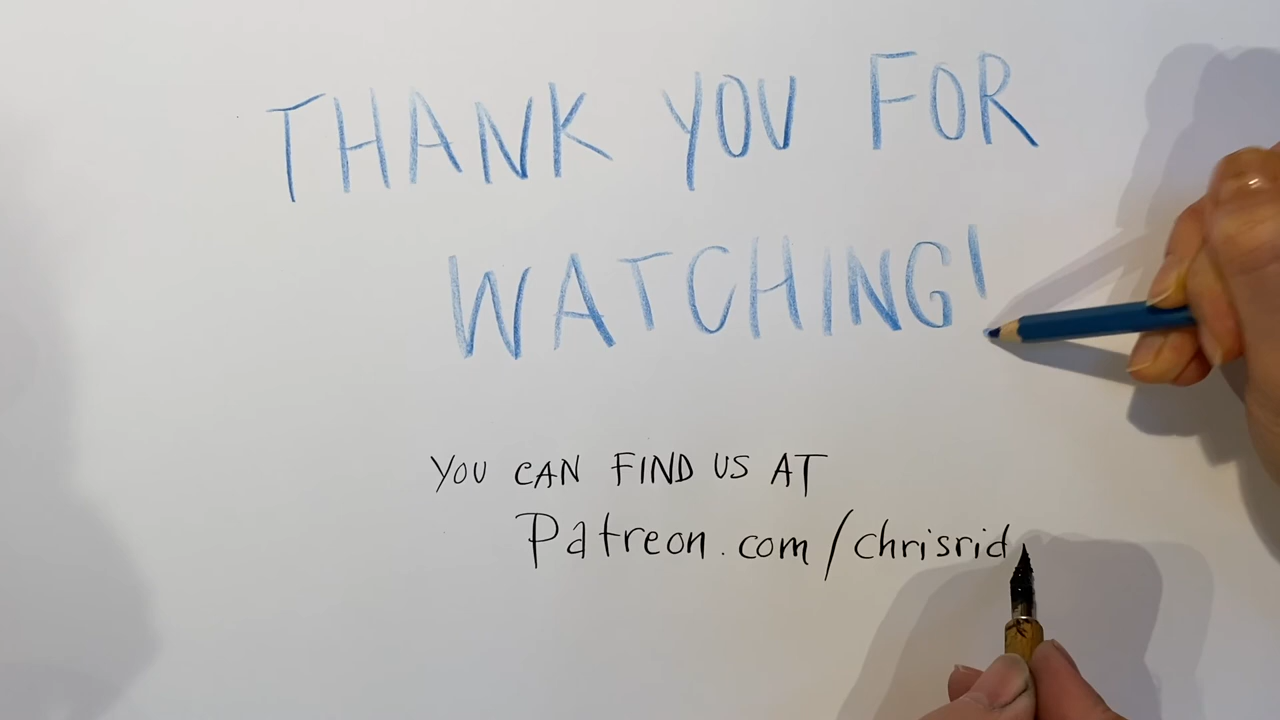 THANK YOU FOR
WATCHING!
YOU CAN FIND US AT
Patreon.com/chrisrid